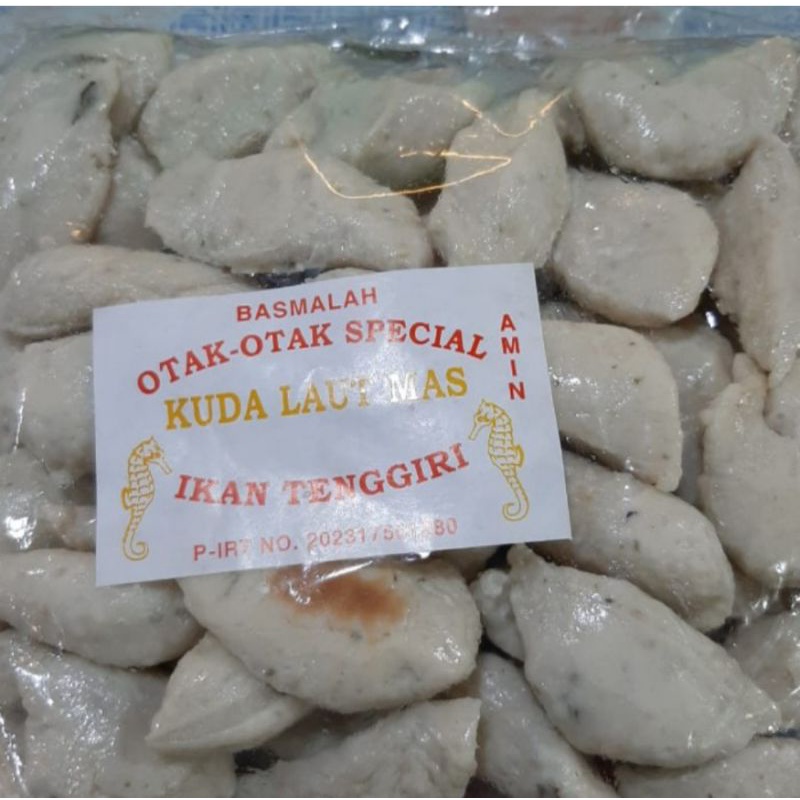 BASMALAH
OTAK-OTAK SPECIAL
KUDA LAUT MAS
IKAN TENGGIRI
P-IRT NO.
AMIN